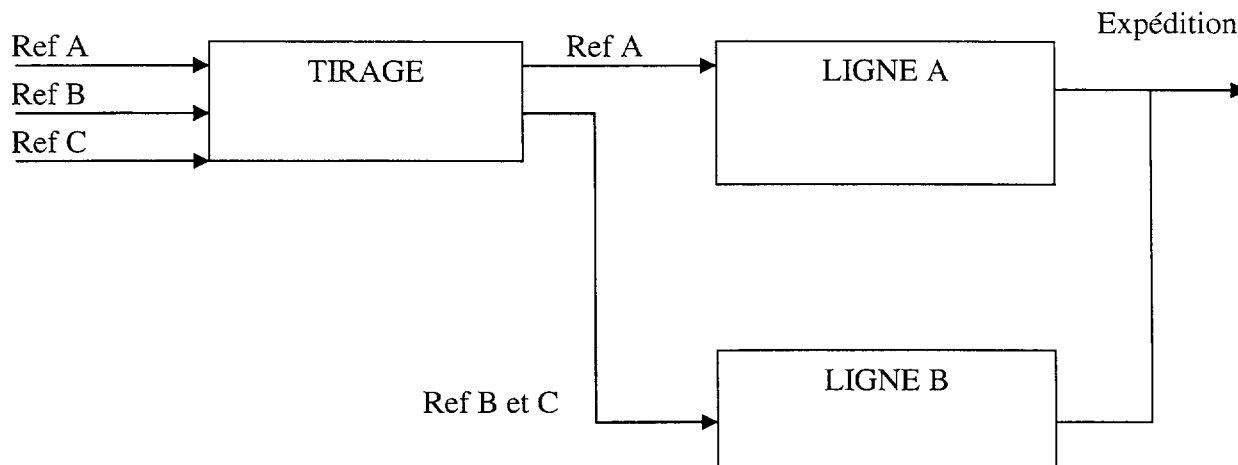 Expédition
Ref A
Ref A
TIRAGE
LIGNE A
Ref B
Ref C
LIGNE B
Ref B et C